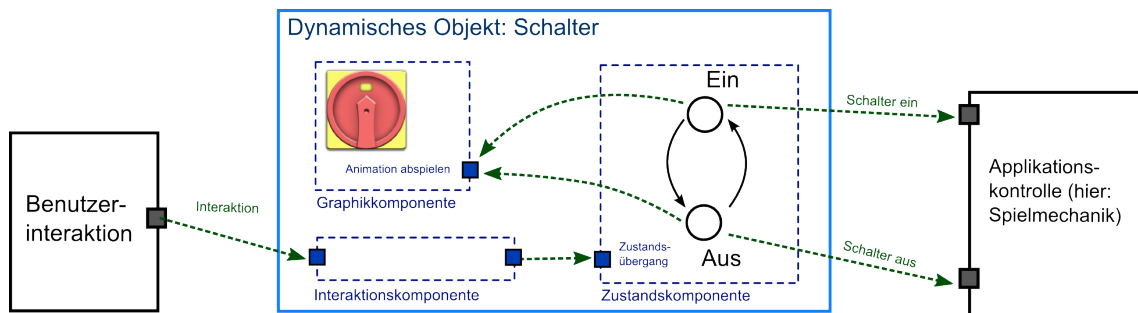 Dynamisches Objekt: Schalter
Benutzer-
interaktion
Interaktion
Animation abspielen
Graphikkomponente
Interaktionskomponente
Ein
Zustands-
übergang
Aus
Zustandskomponente
Schalter ein
Schalter aus
Applikations-
kontrolle (hier:
Spielmechanik)